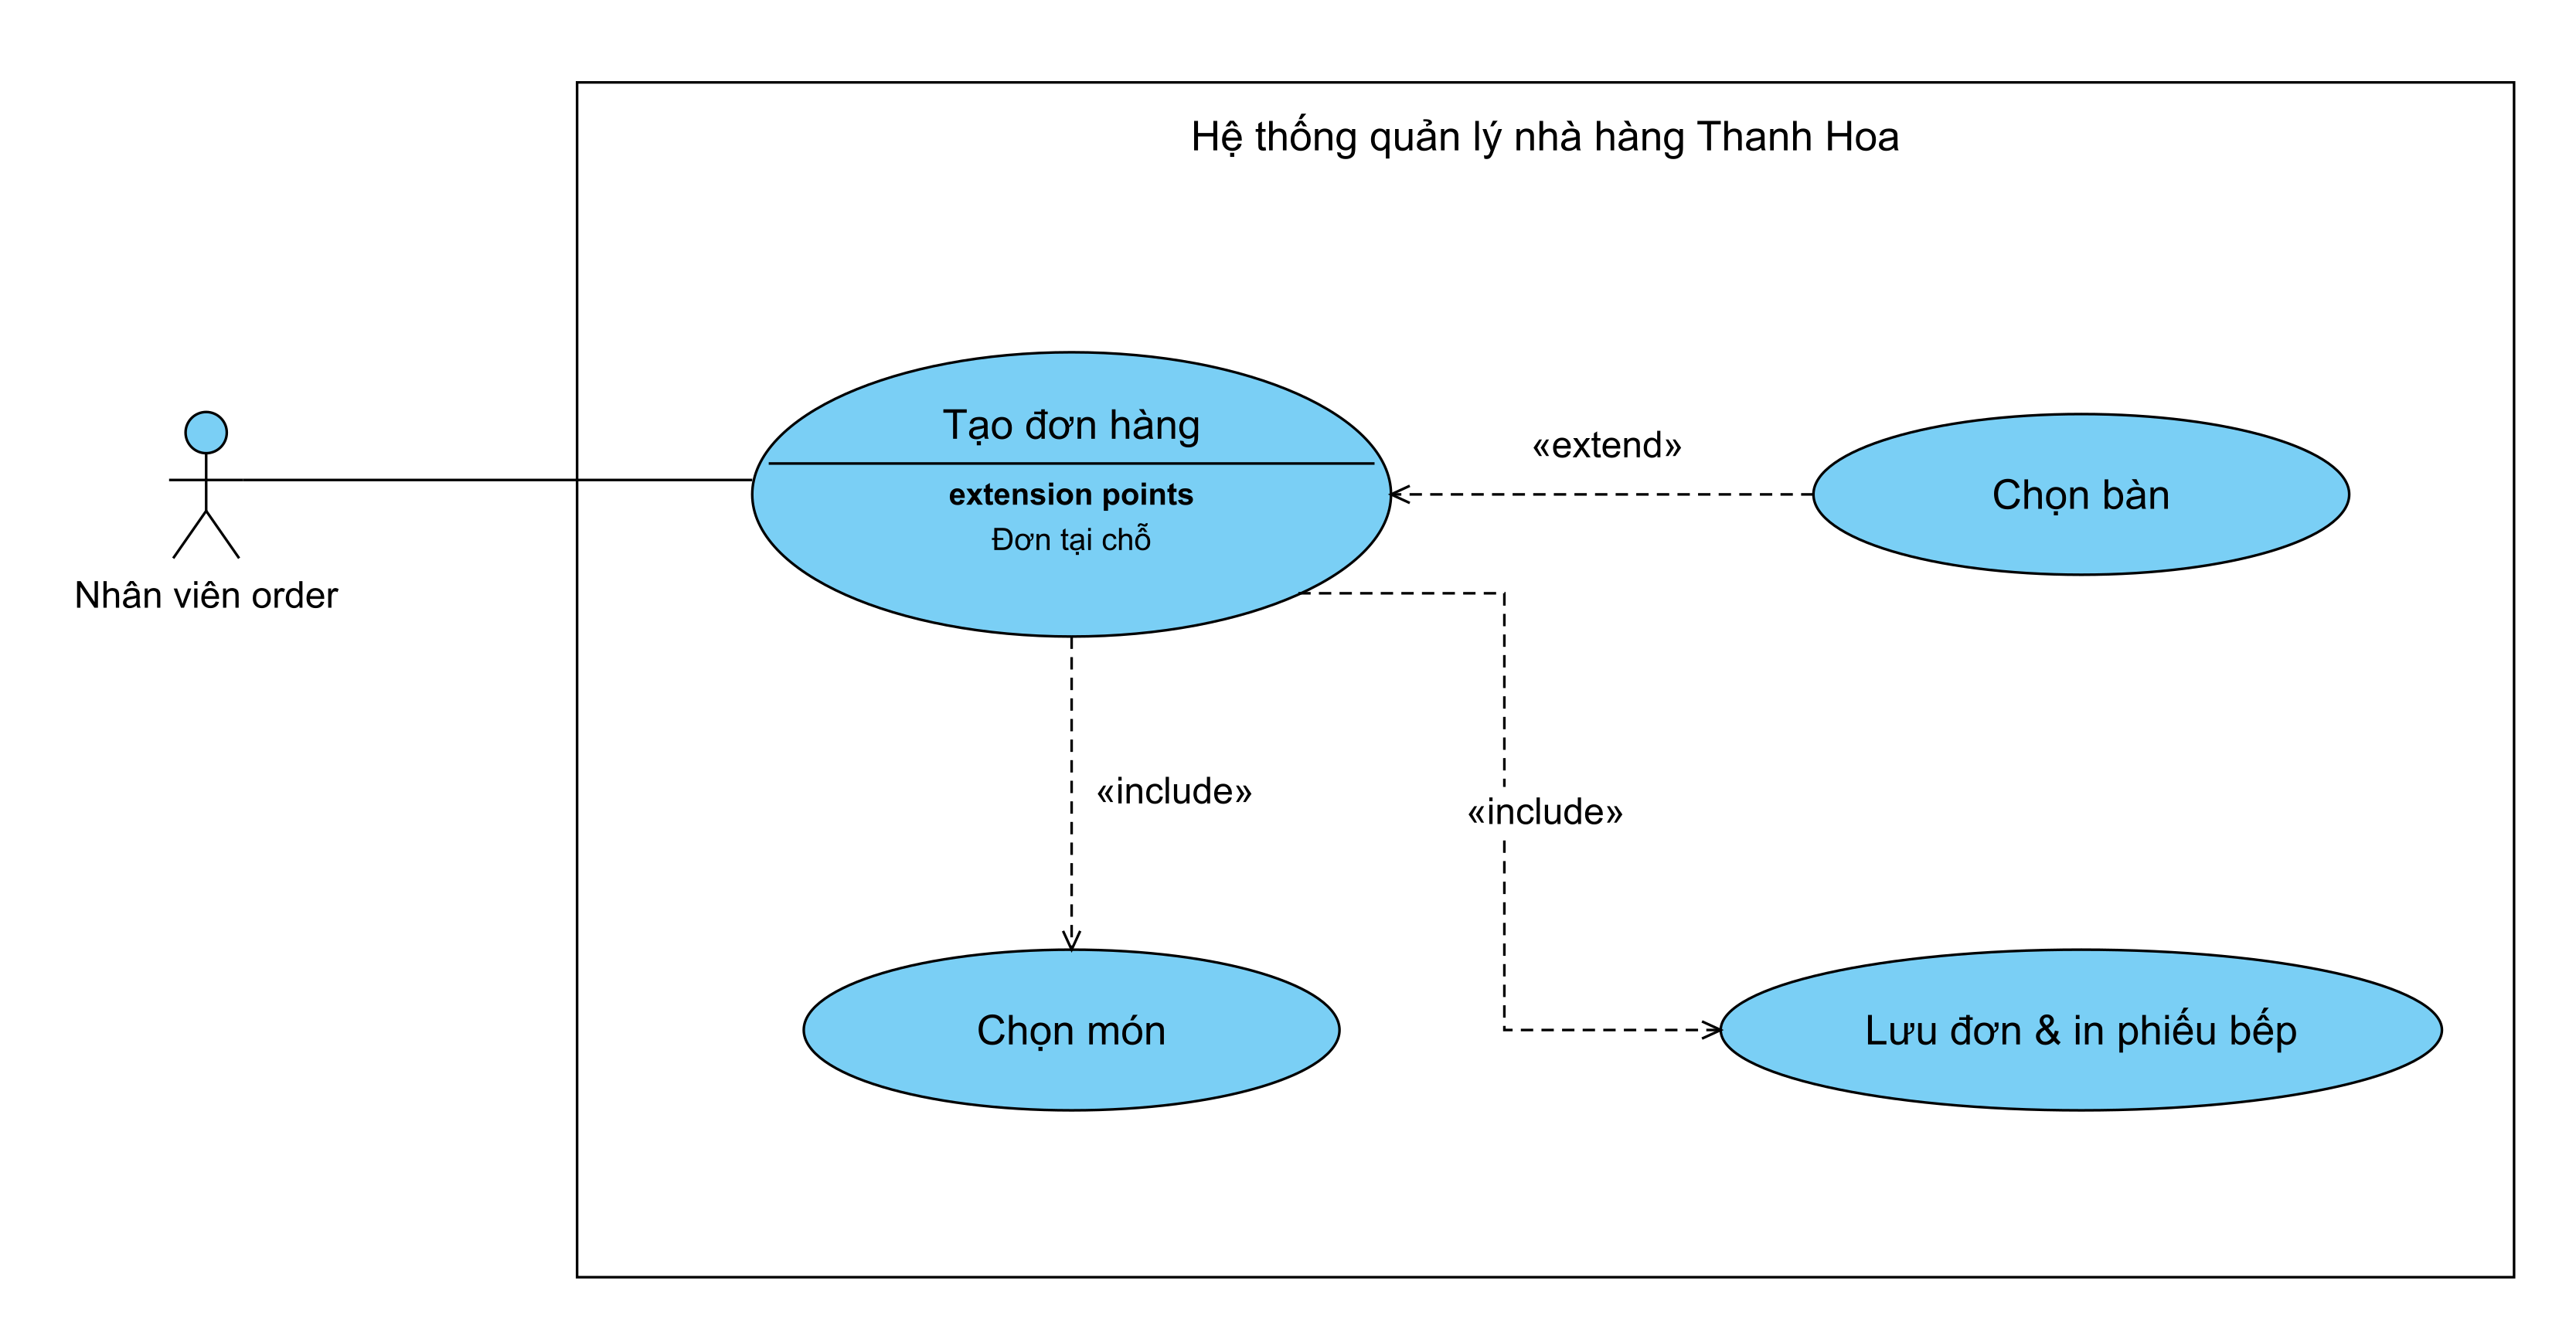 Hệ thống quản lý nhà hàng Thanh Hoa
Tạo đơn hàng
extension points
Đơn tại chỗ
«extend»
Chọn bàn
Nhân viên order
«include»
«include»
Chọn món
Lưu đơn & in phiếu bếp